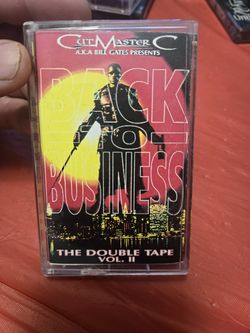 CUTMASTER C
A.K.A BILL GATES PRESENTS
BACK
TO
BUSINESS
THE DOUBLE TAPE
VOL. II